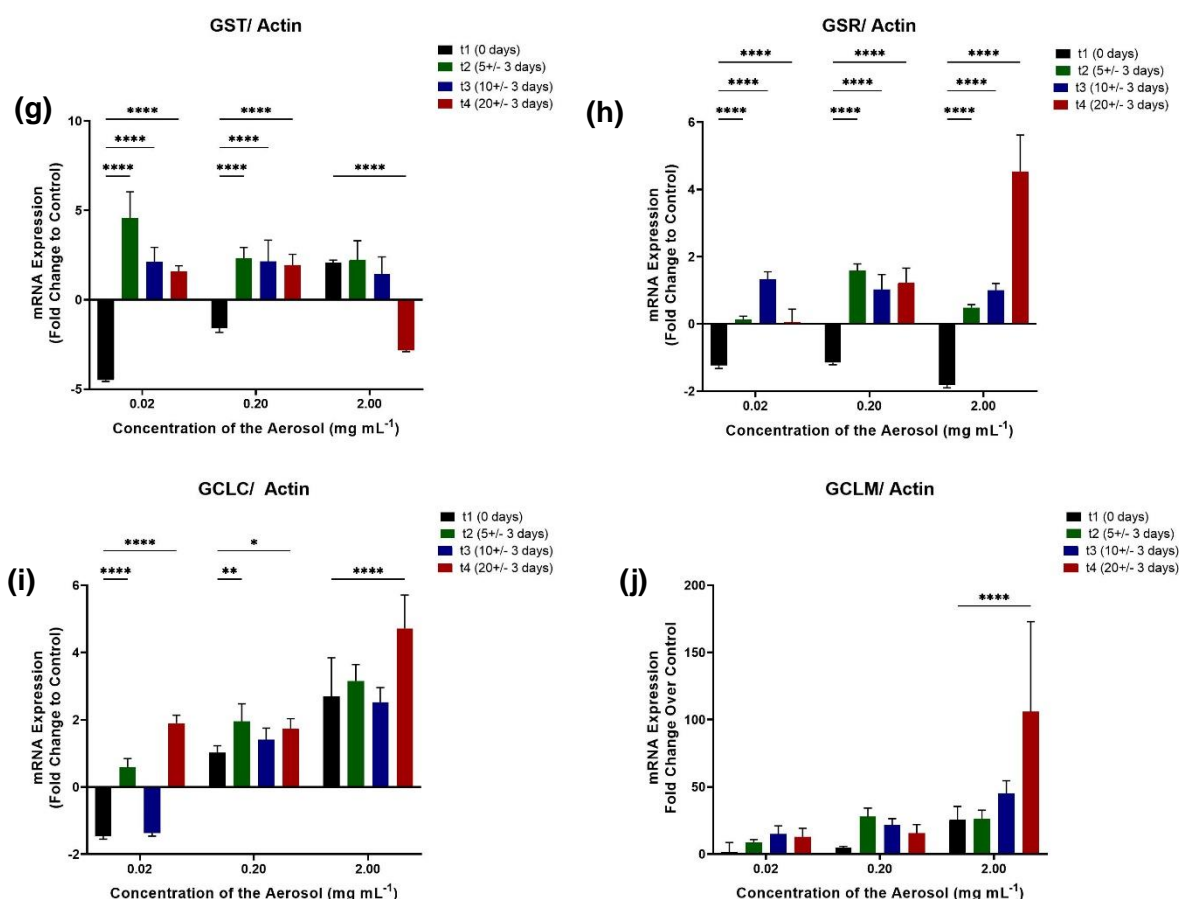 (g)
GST/ Actin
t1 (0 days)
t2 (5+/- 3 days)
t3 (10+/- 3 days)
t4 (20+/- 3 days)
****
****
****
****
****
****
****
mRNA Expression
(Fold Change to Control)
10
5
0
-5
0.02
0.20
2.00
Concentration of the Aerosol (mg mL⁻¹)
(h)
GSR/ Actin
t1 (0 days)
t2 (5+/- 3 days)
t3 (10+/- 3 days)
t4 (20+/- 3 days)
****
****
****
****
****
****
****
****
****
mRNA Expression
(Fold Change to Control)
6
4
2
0
-2
0.02
0.20
2.00
Concentration of the Aerosol (mg mL⁻¹)
(i)
GCLC/ Actin
t1 (0 days)
t2 (5+/- 3 days)
t3 (10+/- 3 days)
t4 (20+/- 3 days)
****
*
****
****
**
mRNA Expression
(Fold Change to Control)
6
4
2
0
-2
0.02
0.20
2.00
Concentration of the Aerosol (mg mL⁻¹)
(j)
GCLM/ Actin
t1 (0 days)
t2 (5+/- 3 days)
t3 (10+/- 3 days)
t4 (20+/- 3 days)
****
mRNA Expression
Fold Change Over Control)
200
150
100
50
0
0.02
0.20
2.00
Concentration of the Aerosol (mg mL⁻¹)